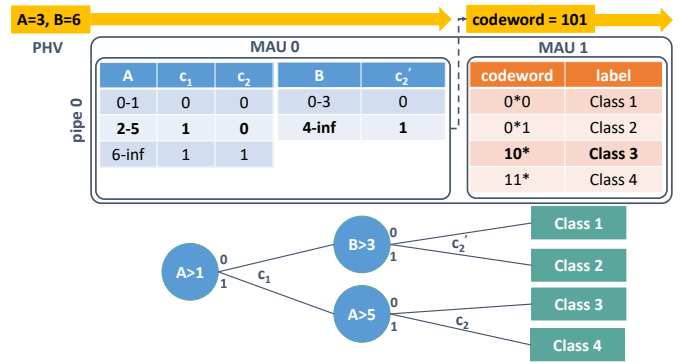 A=3, B=6
codeword = 101
PHV
MAU 0
MAU 1
pipe 0
A c₁ c₂
0-1 0 0
2-5 1 0
6-inf 1 1
B c₂′
0-3 0
4-inf 1
codeword label
0*0 Class 1
0*1 Class 2
10* Class 3
11* Class 4
A>1
0
1
c₁
B>3
0
1
c₂′
A>5
0
1
c₂
Class 1
Class 2
Class 3
Class 4